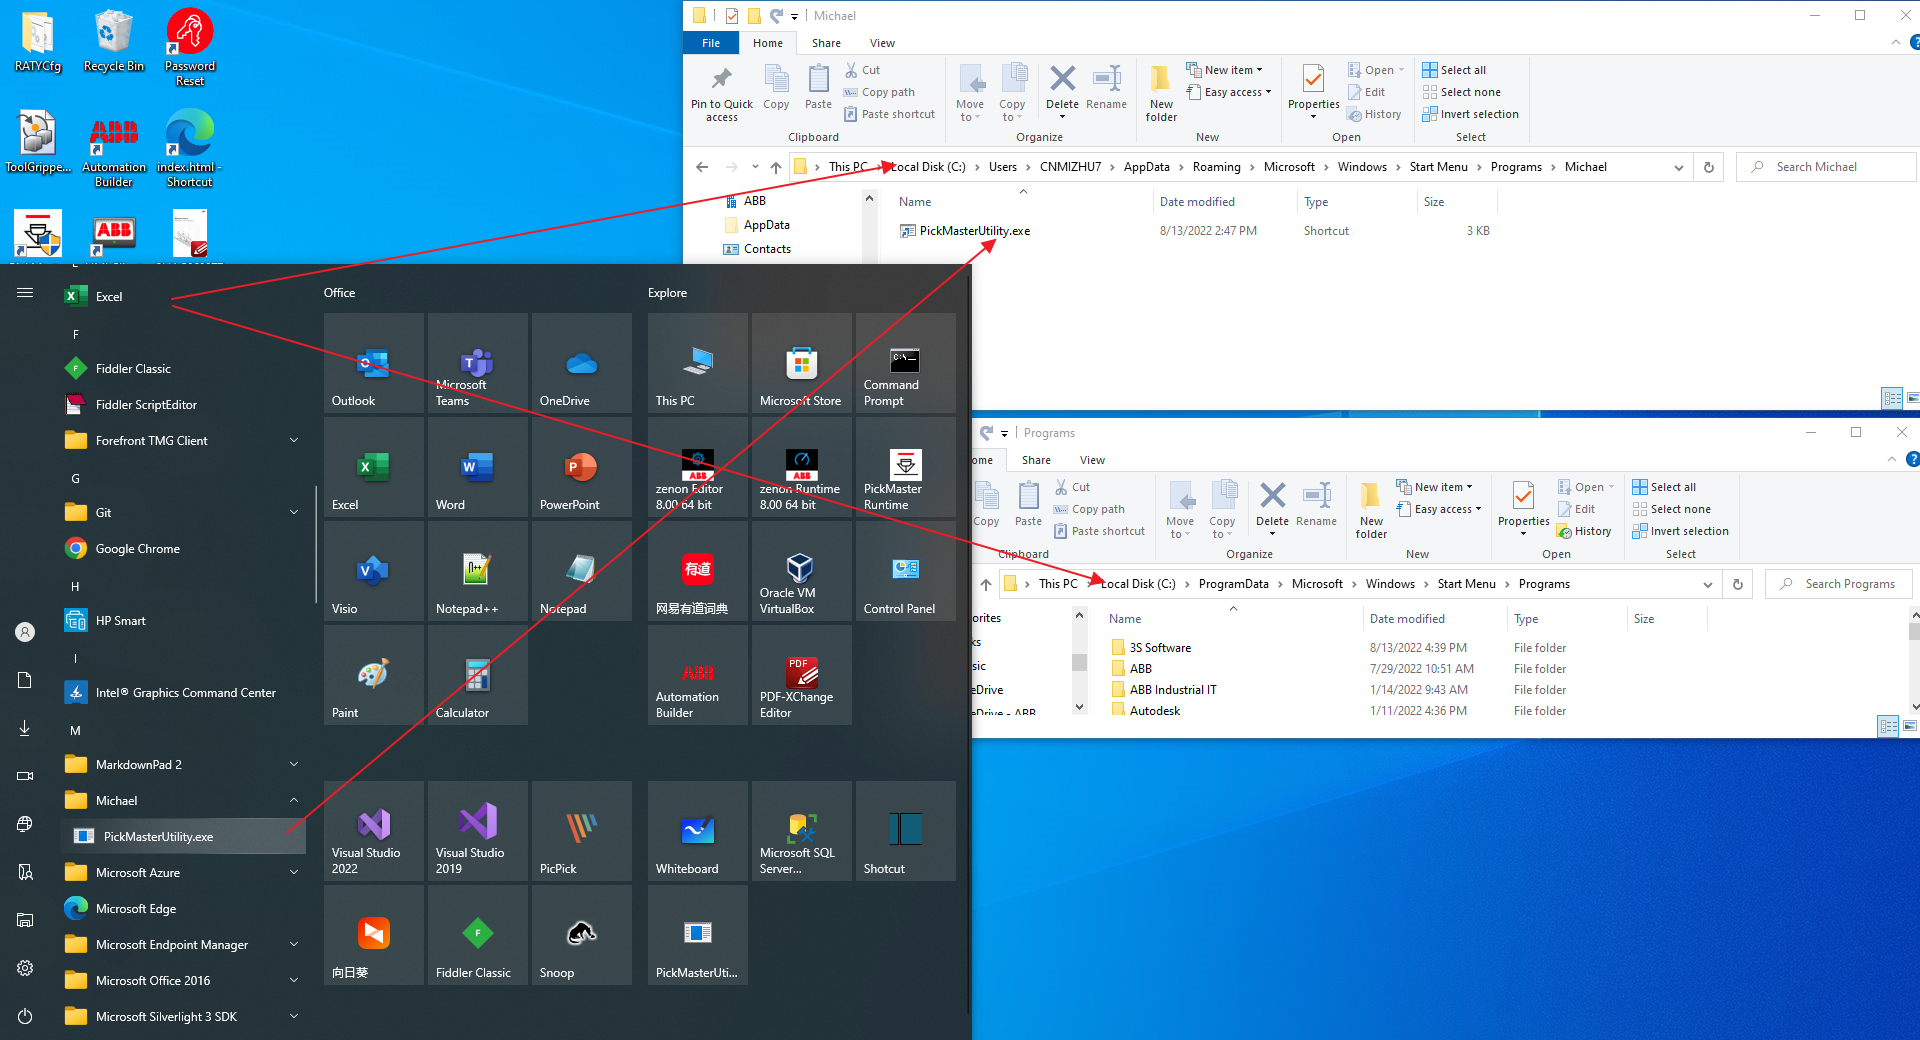 RATYCfg
Recycle Bin
Password
Reset
ToolGrippe...
ABB
Automation
Builder
index.html -
Shortcut
ABB
Michael
File
Home
Share
View
Pin to Quick
access
Copy
Paste
Cut
Copy path
Paste shortcut
Clipboard
Move
to
Copy
to
Delete
Rename
Organize
New
folder
New item
Easy access
New
Properties
Open
Edit
History
Open
Select all
Select none
Invert selection
Select
This PC
Local Disk (C:)
Users
CNMIZHU7
AppData
Roaming
Microsoft
Windows
Start Menu
Programs
Michael
Search Michael
ABB
AppData
Contacts
Name
Date modified
Type
Size
PickMasterUtility.exe
8/13/2022 2:47 PM
Shortcut
3 KB
Excel
F
Fiddler Classic
Fiddler ScriptEditor
Forefront TMG Client
G
Git
Google Chrome
H
HP Smart
I
Intel® Graphics Command Center
M
MarkdownPad 2
Michael
PickMasterUtility.exe
Microsoft Azure
Microsoft Edge
Microsoft Endpoint Manager
Microsoft Office 2016
Microsoft Silverlight 3 SDK
Office
Outlook
Microsoft
Teams
OneDrive
Excel
Word
PowerPoint
Visio
Notepad++
Notepad
Paint
Calculator
Visual Studio
2022
Visual Studio
2019
PicPick
向日葵
Fiddler Classic
Snoop
Explore
This PC
Microsoft Store
C:\_
Command
Prompt
ABB
zenon Editor
8.00 64 bit
ABB
zenon Runtime
8.00 64 bit
PickMaster
Runtime
有道
网易有道词典
Oracle VM
VirtualBox
Control Panel
ABB
Automation
Builder
PDF
PDF-XChange
Editor
Whiteboard
Microsoft SQL
Server...
Shotcut
PickMasterUti...
Programs
ome
Share
View
Copy
Paste
Cut
Copy path
Paste shortcut
Clipboard
Move
to
Copy
to
Delete
Rename
Organize
New
folder
New item
Easy access
New
Properties
Open
Edit
History
Open
Select all
Select none
Invert selection
Select
This PC
Local Disk (C:)
ProgramData
Microsoft
Windows
Start Menu
Programs
Search Programs
orites
ks
sic
eDrive
eDrive - ABB
Name
Date modified
Type
Size
3S Software
8/13/2022 4:39 PM
File folder
ABB
7/29/2022 10:51 AM
File folder
ABB Industrial IT
1/14/2022 9:43 AM
File folder
Autodesk
1/11/2022 4:36 PM
File folder